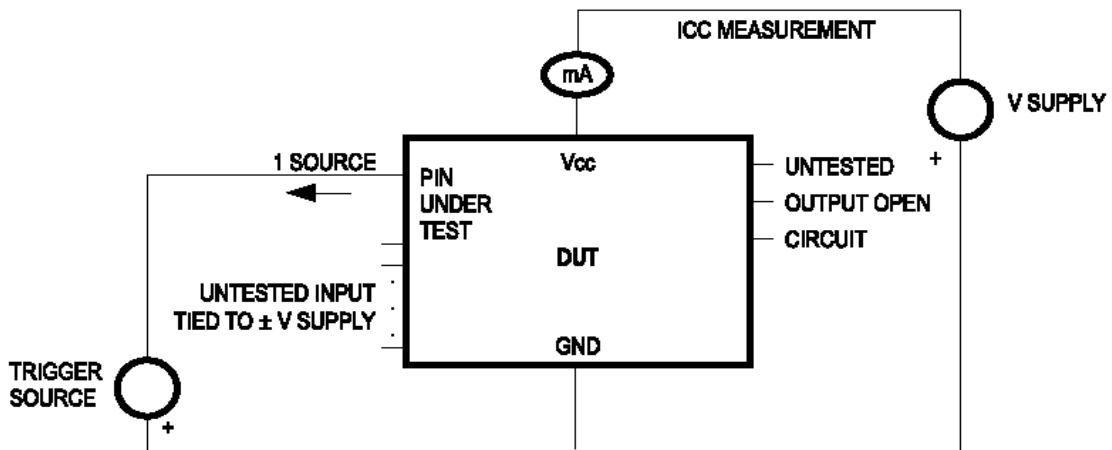 ICC MEASUREMENT
mA
V SUPPLY
+
1 SOURCE
Vcc
PIN
UNDER
TEST
UNTESTED
OUTPUT OPEN
CIRCUIT
DUT
UNTESTED INPUT
TIED TO ± V SUPPLY
GND
TRIGGER
SOURCE
+